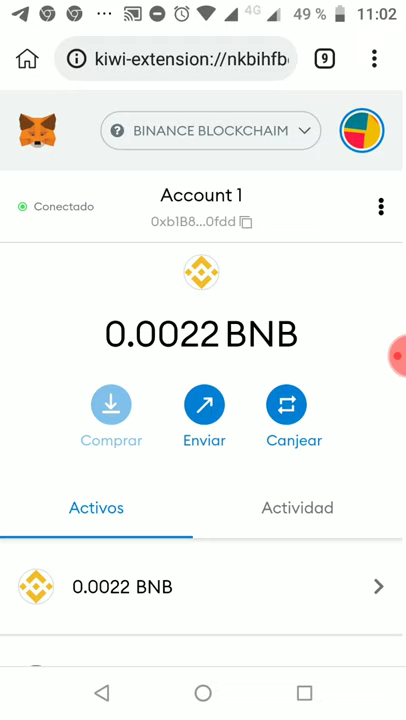 4G 49 % 11:02
kiwi-extension://nkbihfb 9
? BINANCE BLOCKCHAIM
Conectado
Account 1
0xb1B8...0fdd
0.0022 BNB
Comprar Enviar Canjear
Activos Actividad
0.0022 BNB